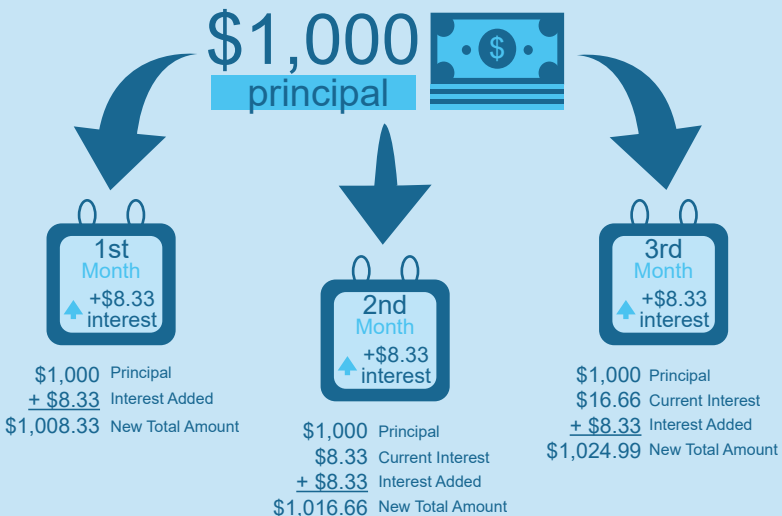 $1,000
principal
$
1st
Month
+$8.33
interest
$1,000 Principal
+ $8.33 Interest Added
$1,008.33 New Total Amount
2nd
Month
+$8.33
interest
$1,000 Principal
$8.33 Current Interest
+ $8.33 Interest Added
$1,016.66 New Total Amount
3rd
Month
+$8.33
interest
$1,000 Principal
$16.66 Current Interest
+ $8.33 Interest Added
$1,024.99 New Total Amount